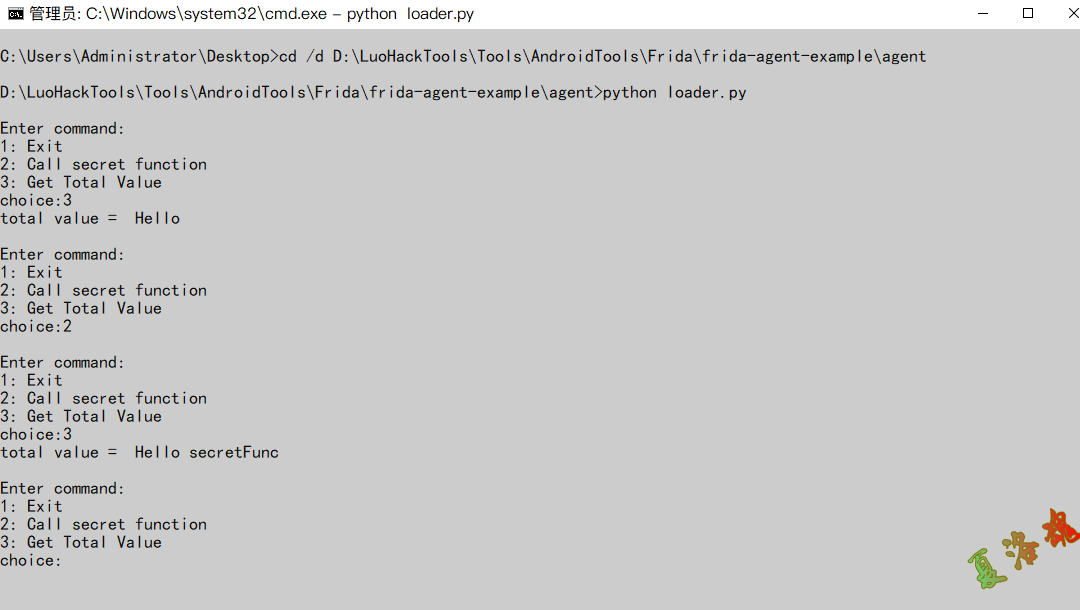 管理员: C:\Windows\system32\cmd.exe - python  loader.py
C:\Users\Administrator\Desktop>cd /d D:\LuoHackTools\Tools\AndroidTools\Frida\frida-agent-example\agent
D:\LuoHackTools\Tools\AndroidTools\Frida\frida-agent-example\agent>python loader.py
Enter command:
1: Exit
2: Call secret function
3: Get Total Value
choice:3
total value =  Hello
Enter command:
1: Exit
2: Call secret function
3: Get Total Value
choice:2
Enter command:
1: Exit
2: Call secret function
3: Get Total Value
choice:3
total value =  Hello secretFunc
Enter command:
1: Exit
2: Call secret function
3: Get Total Value
choice: